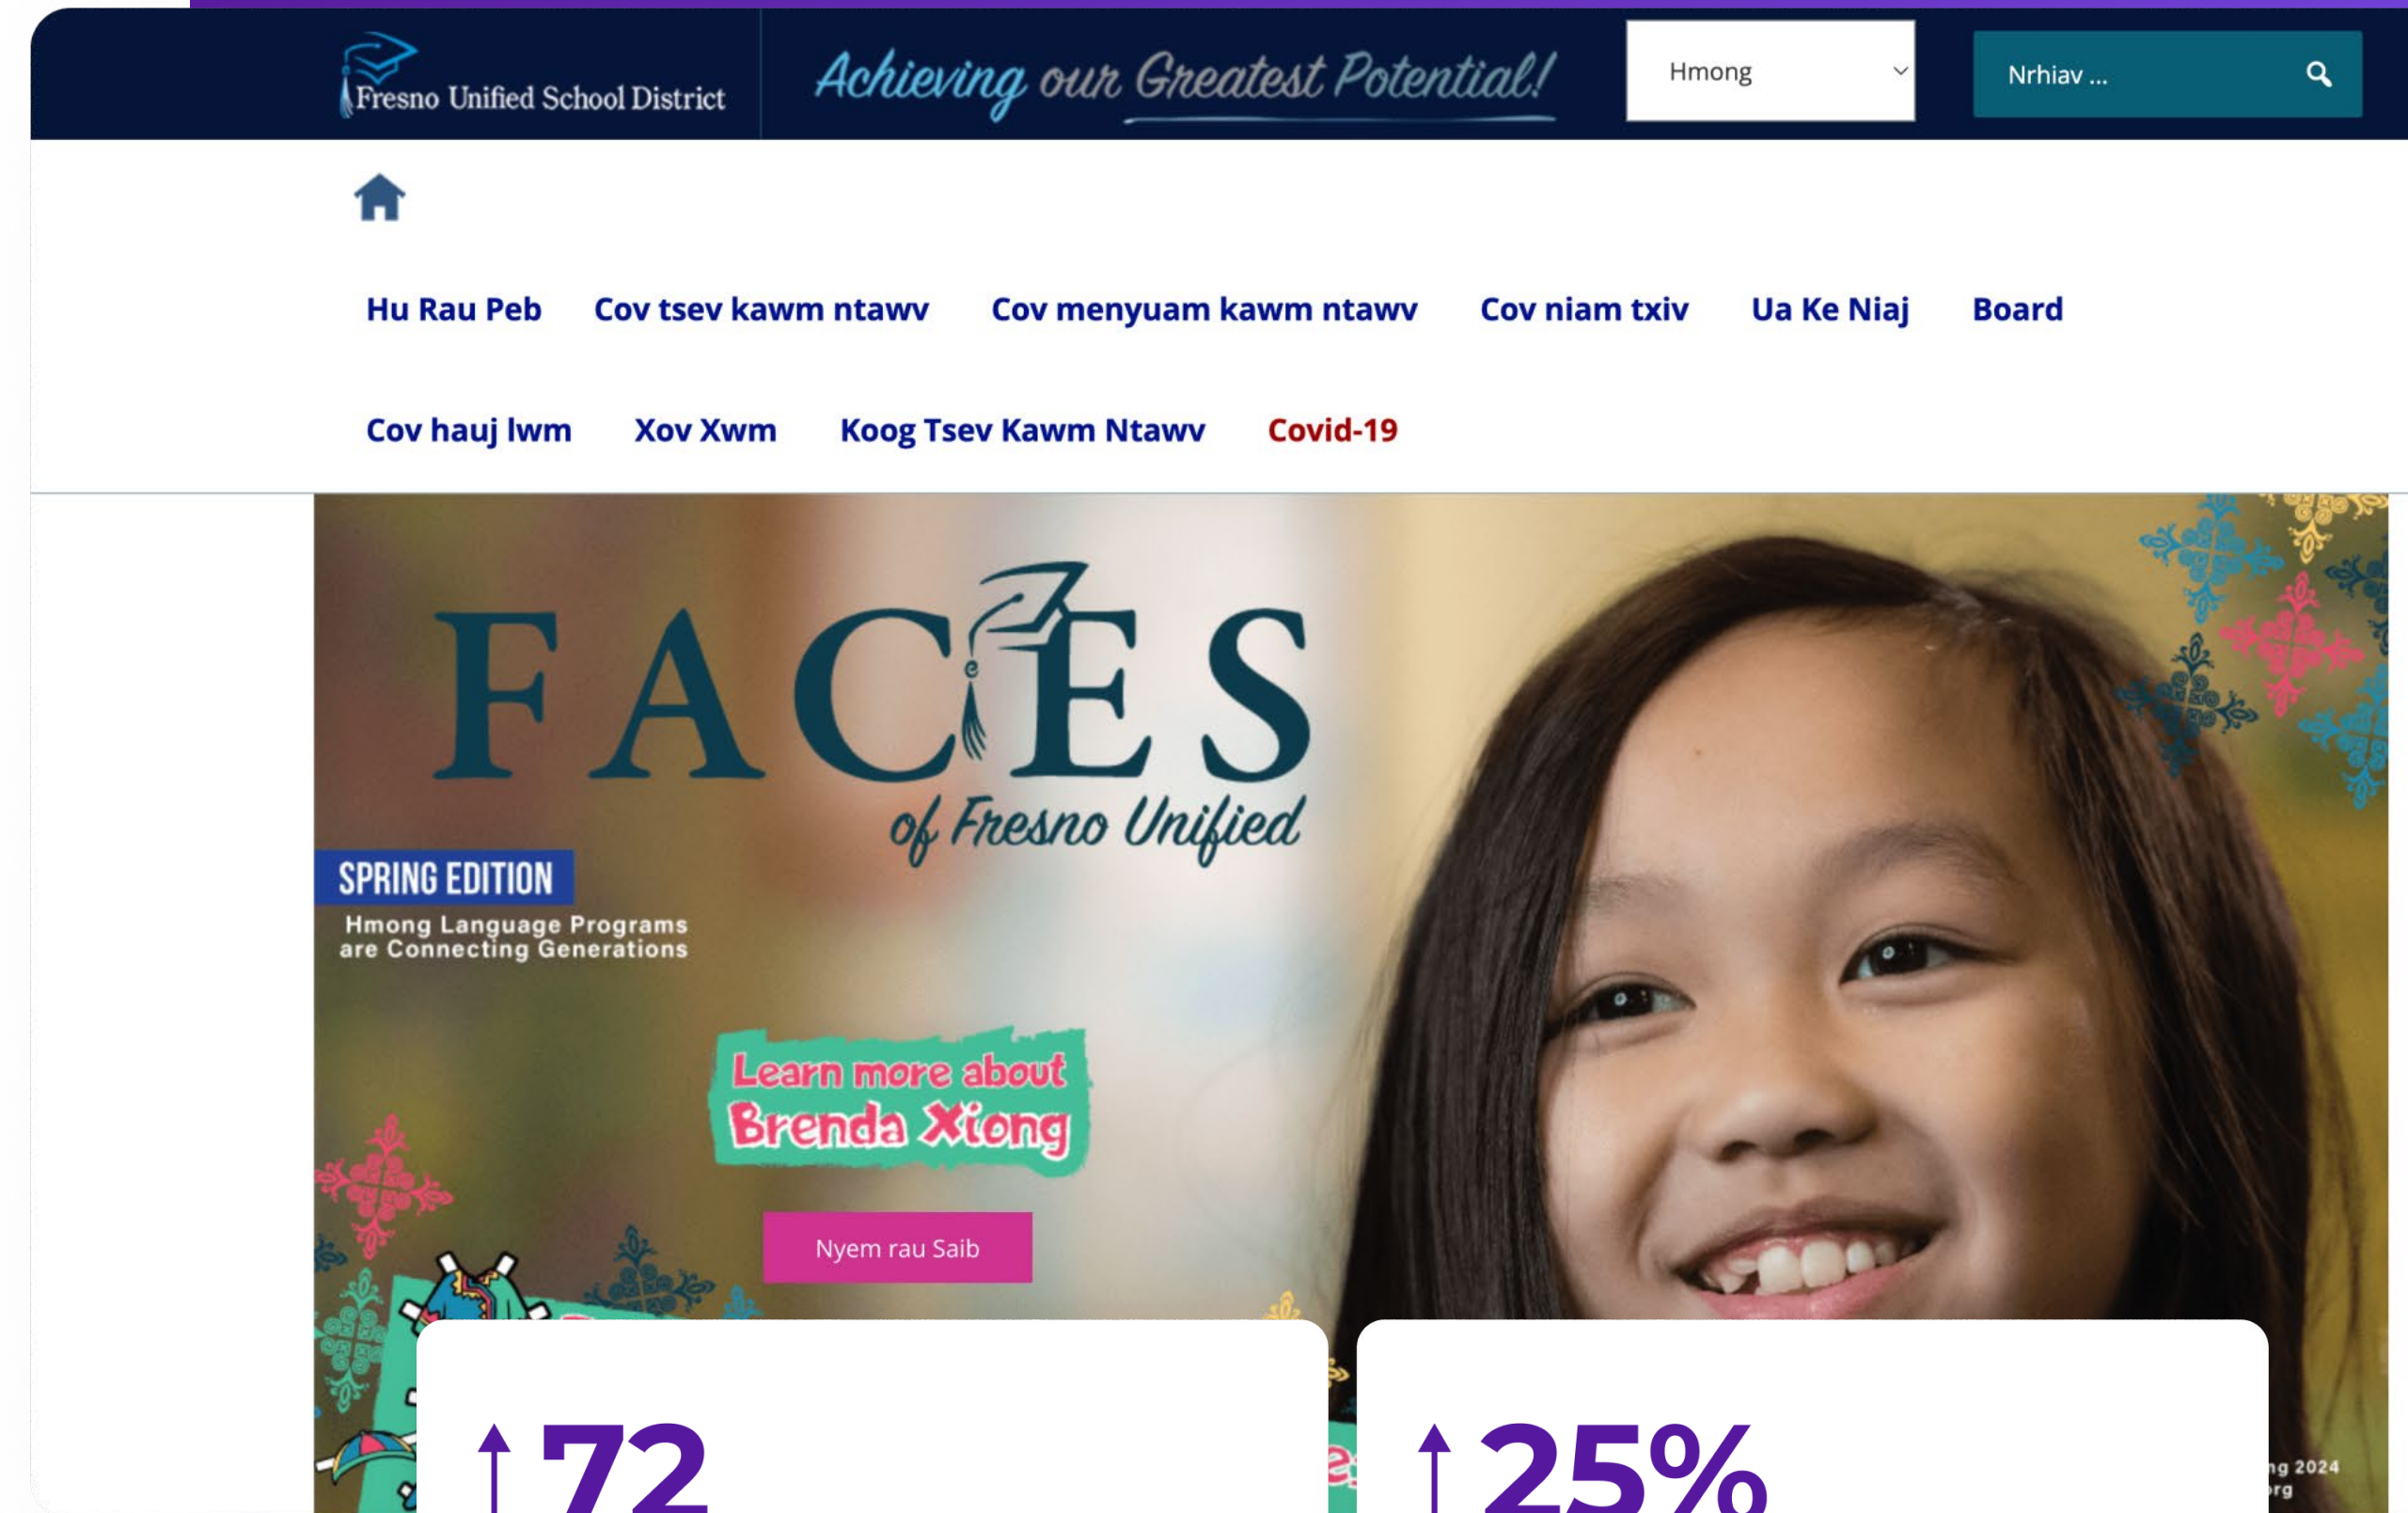 Fresno Unified School District
Achieving our Greatest Potential!
Hmong
Nrhiav ...
Hu Rau Peb Cov tsev kawm ntawv Cov menyuam kawm ntawv Cov niam txiv Ua Ke Niaj Board
Cov hauj lwm Xov Xwm Koog Tsev Kawm Ntawv Covid-19
FACES
of Fresno Unified
SPRING EDITION
Hmong Language Programs
are Connecting Generations
Learn more about
Brenda Xiong
Nyem rau Saib
72
25%
2024